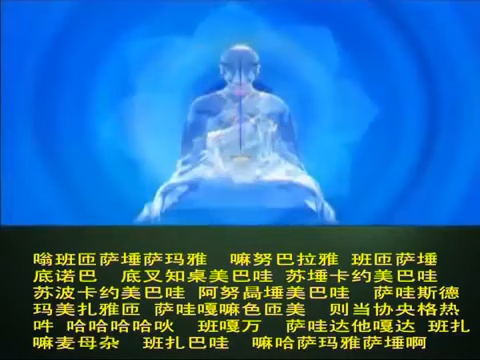 嗡班匝萨埵萨玛雅　嘛努巴拉雅 班匝萨埵
底诺巴　底叉知桌美巴哇 苏埵卡约美巴哇
苏波卡约美巴哇 阿努晶埵美巴哇　萨哇斯德
玛美扎雅匝 萨哇嘎嘛色匝美　则当协央格热
吽 哈哈哈哈吙　班嘎万　萨哇达他嘎达 班扎
嘛麦母杂　班扎巴哇　嘛哈萨玛雅萨埵啊